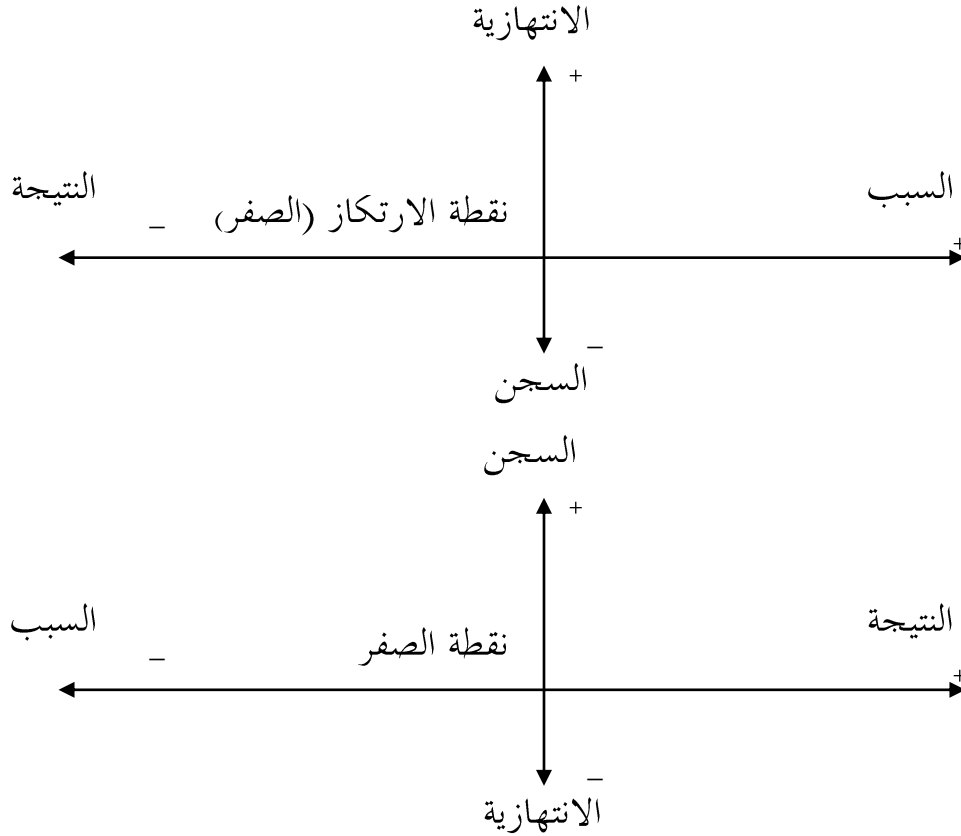 الانتهازية
+
السبب
النتيجة
نقطة الارتكاز (الصفر)
–
+
–
السجن
السجن
+
النتيجة
السبب
نقطة الصفر
–
+
–
الانتهازية